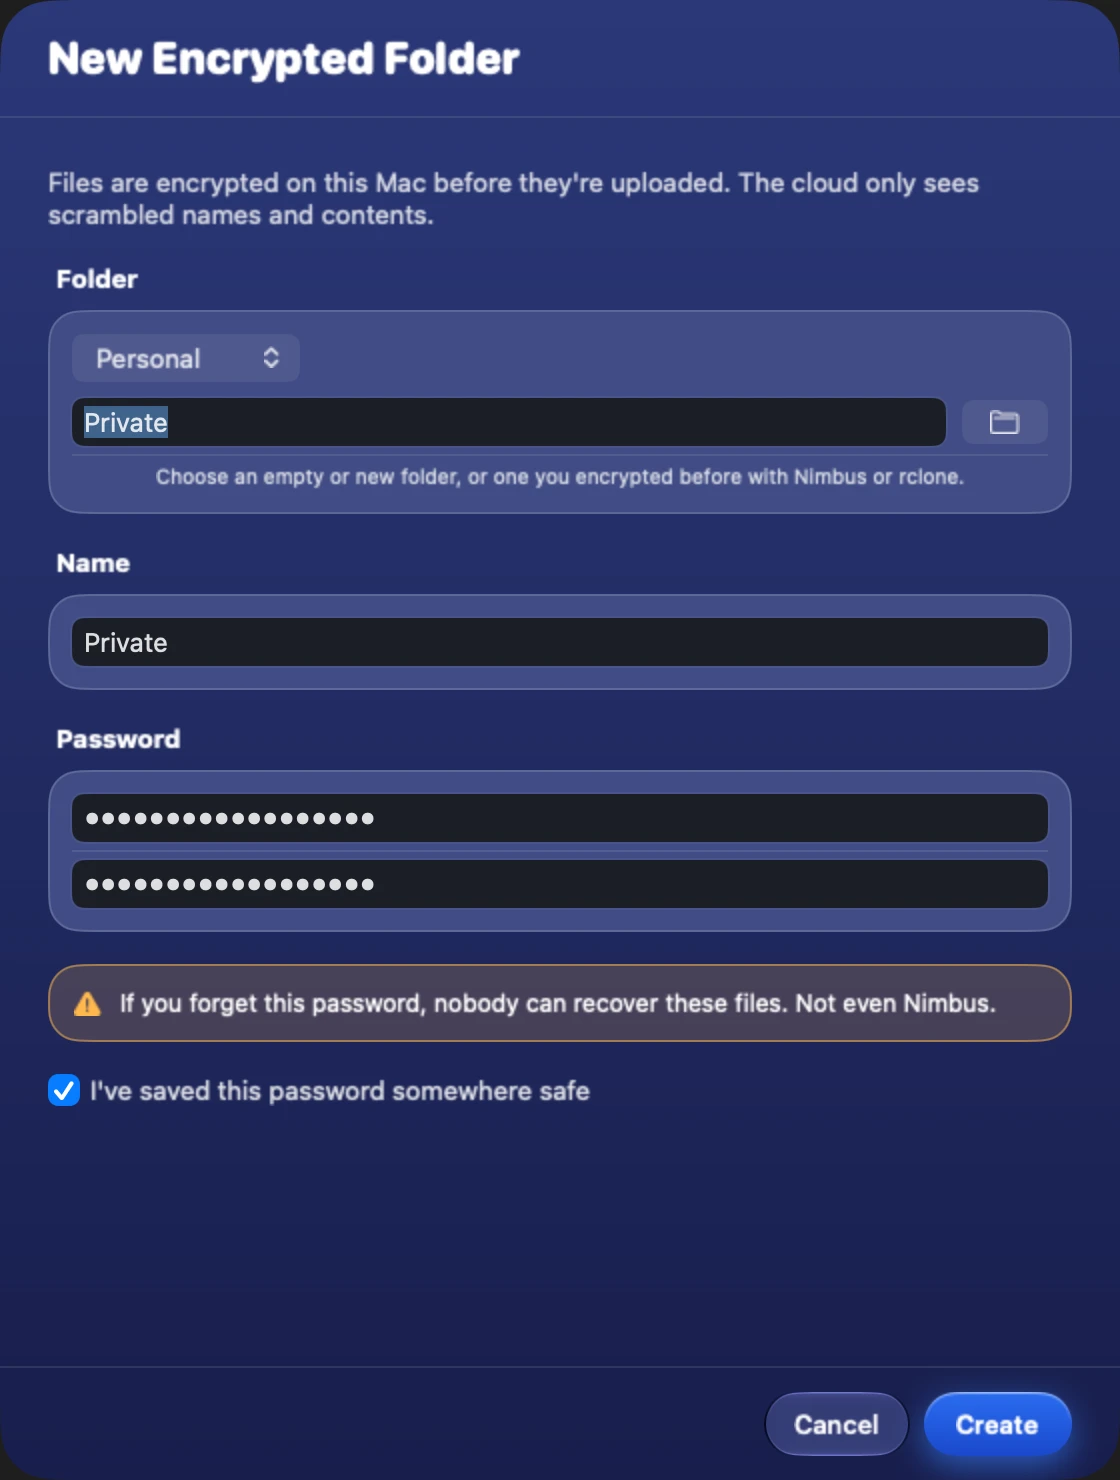 New Encrypted Folder
Files are encrypted on this Mac before they're uploaded. The cloud only sees
scrambled names and contents.
Folder
Personal
Private
Choose an empty or new folder, or one you encrypted before with Nimbus or rclone.
Name
Private
Password
••••••••••••••••••
••••••••••••••••••
If you forget this password, nobody can recover these files. Not even Nimbus.
I've saved this password somewhere safe
Cancel
Create